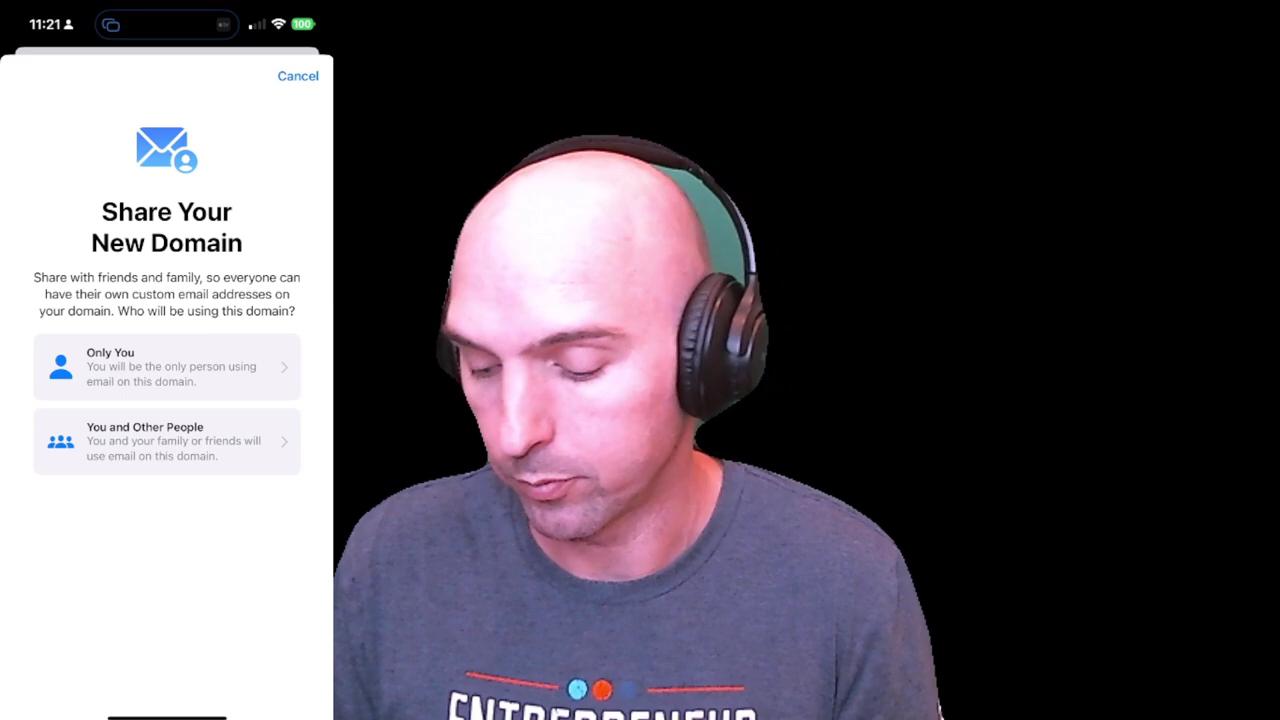 11:21
100
Cancel
Share Your
New Domain
Share with friends and family, so everyone can
have their own custom email addresses on
your domain. Who will be using this domain?
Only You
You will be the only person using
email on this domain.
You and Other People
You and your family or friends will
use email on this domain.
ENTREPRENEUR